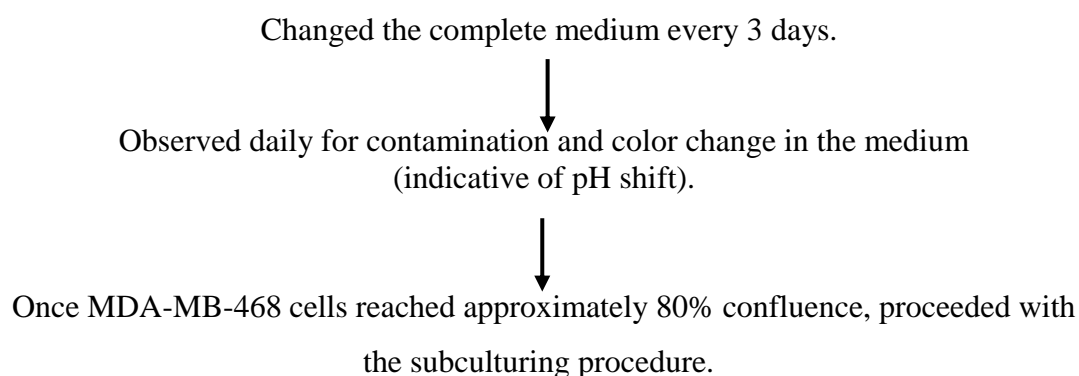 Changed the complete medium every 3 days.
Observed daily for contamination and color change in the medium
(indicative of pH shift).
Once MDA-MB-468 cells reached approximately 80% confluence, proceeded with
the subculturing procedure.